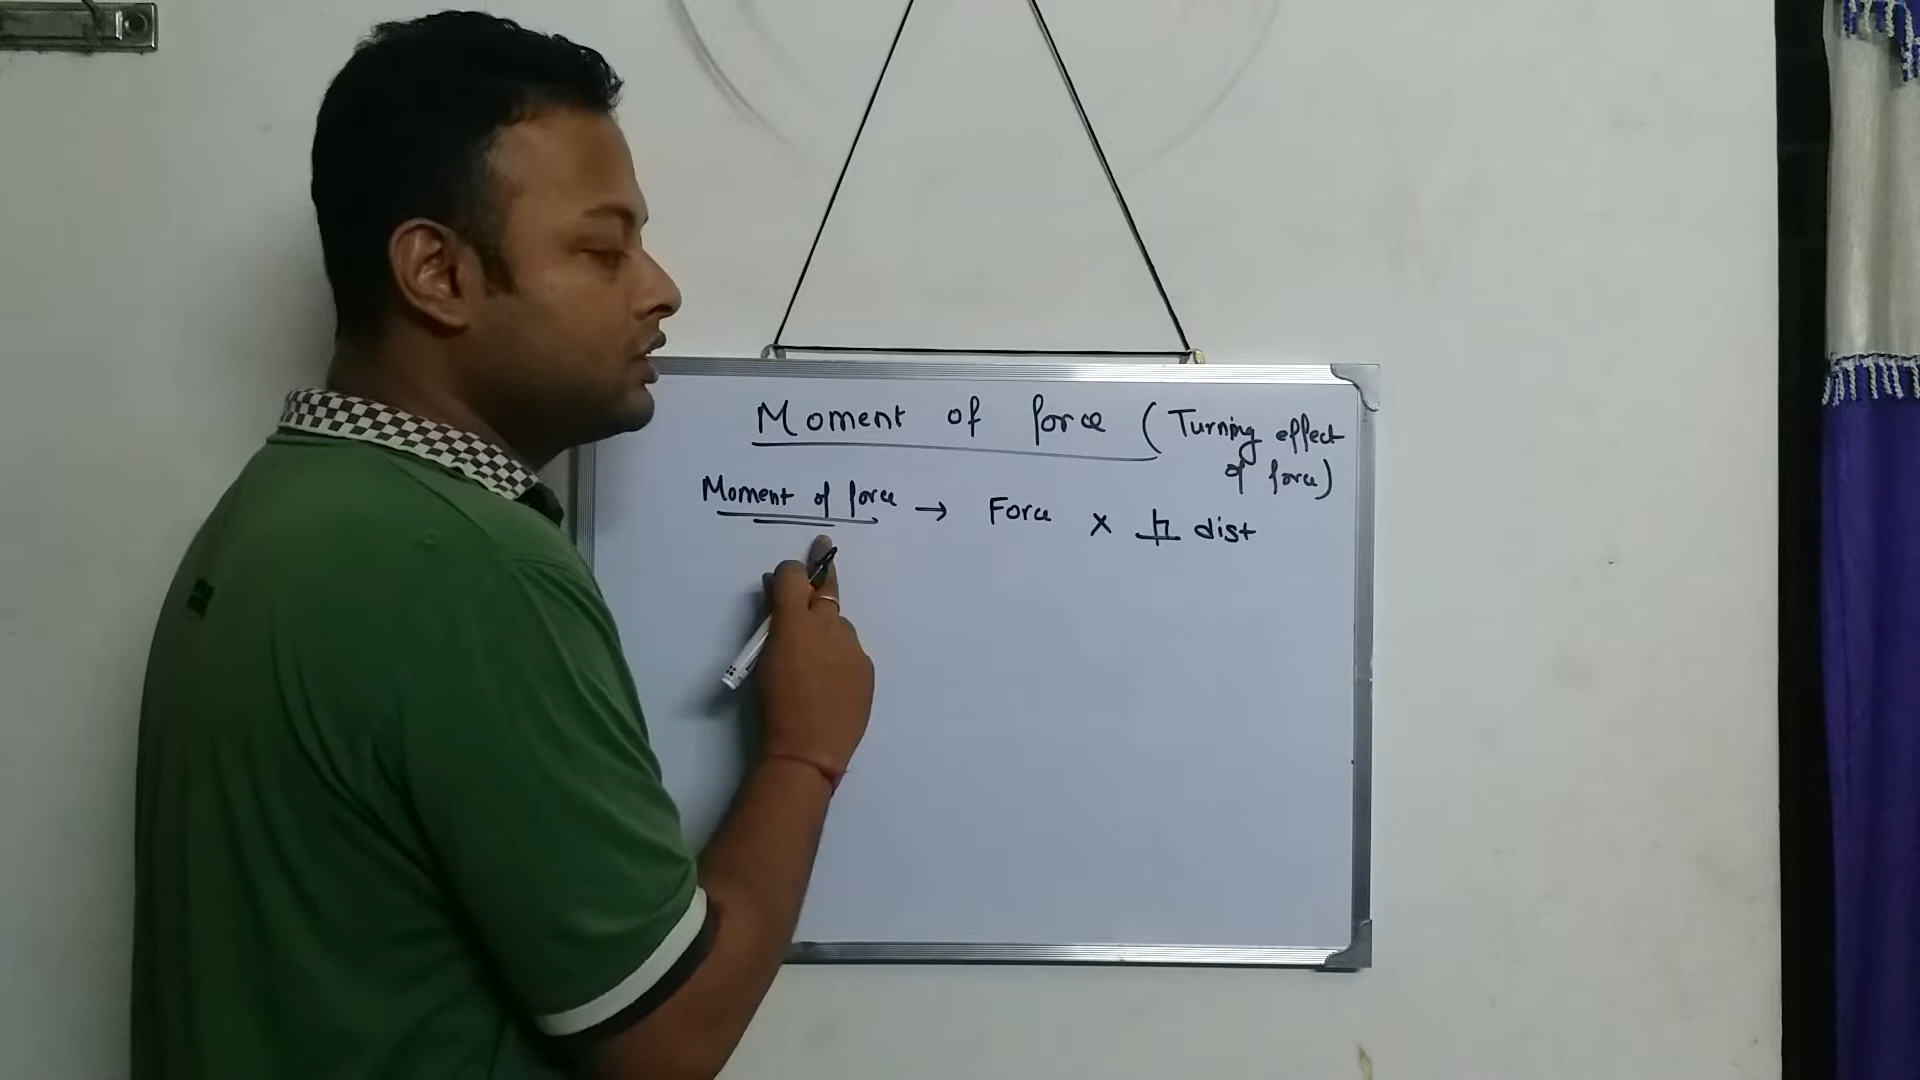 Moment of force (Turning effect
of force)
Moment of force → Force × ⊥ dist